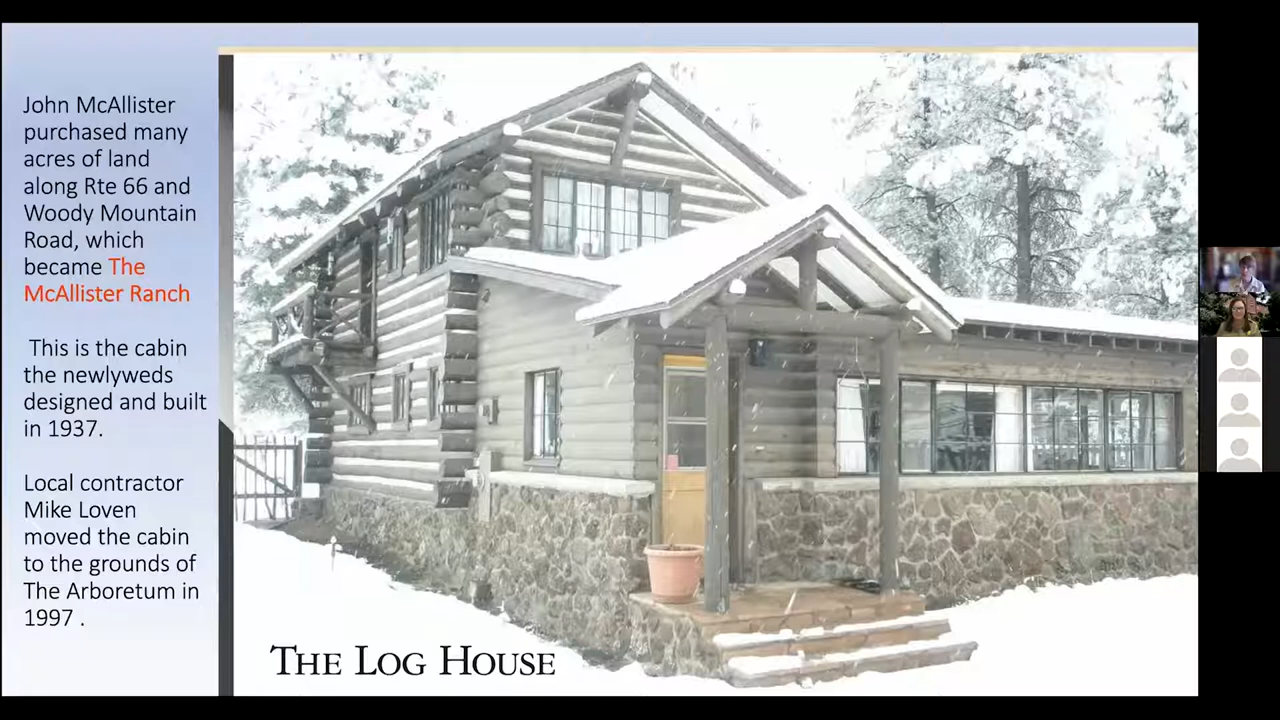 John McAllister
purchased many
acres of land
along Rte 66 and
Woody Mountain
Road, which
became The
McAllister Ranch
This is the cabin
the newlyweds
designed and built
in 1937.
Local contractor
Mike Loven
moved the cabin
to the grounds of
The Arboretum in
1997 .
THE LOG HOUSE